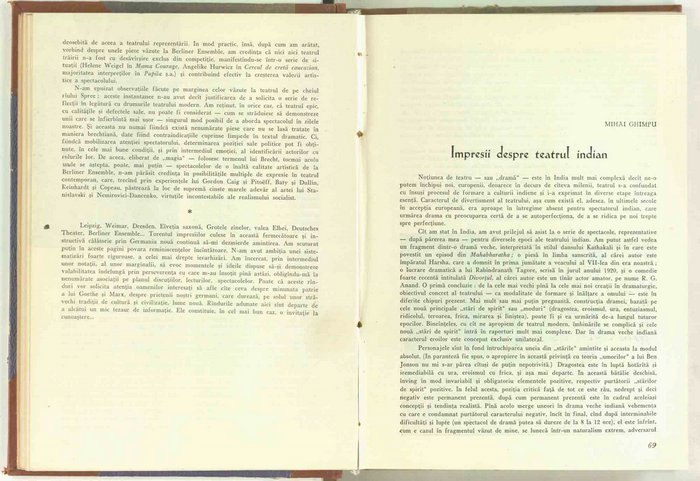 deosebită de aceea a teatrului reprezentării. In mod practic, însă, după cum am arătat,
vorbind despre unele piese văzute la Berliner Ensemble, am credința că nici aici teatrul
trăirii n-a fost cu desăvîrșire exclus din competiție, manifestîndu-se într-o serie de si-
tuații (Helene Weigel în Mama Courage, Angelike Hurwicz în Cercul de cretă caucazian,
majoritatea interpreților în Pupila ș.a.) și contribuind efectiv la creșterea valorii artis-
tice a spectacolului.
N-am epuizat observațiile făcute pe marginea celor văzute la teatrul de pe cheiul
rîului Spree: aceste instantanee n-au avut decît justificarea de a solicita o serie de re-
flecții în legătură cu drumurile teatrului modern. Am reținut, în orice caz, că teatrul epic,
cu calitățile și defectele sale, nu poate fi considerat — cum se străduiesc să demonstreze
unii care se înfierbîntă mai ușor — singurul mod posibil de a aborda spectacolul în zilele
noastre. Și aceasta nu numai fiindcă există nenumărate piese care nu se lasă tratate în
maniera brechtiană, date fiind contraindicațiile cuprinse limpede în textul dramatic. Ci,
fiindcă mobilizarea atenției spectatorului, determinarea poziției sale politice pot fi obți-
nute, în cele mai bune condiții, și prin intermediul emoției, al identificării actorilor cu
rolurile lor. De aceea, eliberat de „magia" — folosesc termenul lui Brecht, tocmai acolo
unde se aștepta, poate, mai puțin — spectacolelor de o înaltă calitate artistică de la
Berliner Ensemble, n-am părăsit credința în posibilitățile multiple de expresie în teatrul
contemporan, care, trecînd prin experiențele lui Gordon Caig și Pitoëff, Baty și Dullin,
Reinhardt și Copeau, păstrează la loc de supremă cinste marele adevăr al artei lui Sta-
nislavski și Nemirovici-Dancenko, virtuțile incontestabile ale realismului socialist.
*
Leipzig, Weimar, Dresden, Elveția saxonă, Grotele zînelor, valea Elbei, Deutsches
Theater, Berliner Ensemble... Torentul impresiilor culese în această fermecătoare și in-
structivă călătorie prin Germania nouă continuă să-mi dezmierde amintirea. Am scuturat
puțin în aceste pagini povara reminiscențelor încîntătoare. N-am avut ambiția unei siste-
matizări foarte riguroase, a celei mai drepte ierarhizări. Am încercat, prin intermediul
unor notații, al unor marginalii, să evoc momentele și ideile dispuse să-și demonstreze
valabilitatea îndelungă prin perseverența cu care m-au însoțit pînă astăzi, obligîndu-mă la
nenumărate asociații pe planul discuțiilor, lecturilor, spectacolelor. Poate că aceste rîn-
duri vor solicita atenția oamenilor interesați să afle cîte ceva despre minunata patrie
a lui Goethe și Marx, despre prietenii noștri germani, care durează, pe solul unor stră-
vechi tradiții de cultură și civilizație, lume nouă. Rîndurile adunate nici sînt departe de
a alcătui un mic tezaur de informație. Ele constituie, în cel mai bun caz, o invitație la
cunoaștere...
MIHAI GHIMPU
Impresii despre teatrul indian
Noțiunea de teatru — sau „dramă" — este în India mult mai complexă decît ne-o
putem închipui noi, europenii, deoarece în decurs de cîteva milenii, teatrul s-a confundat
cu însuși procesul de formare a culturii indiene și i-a exprimat în diverse etape întreaga
esență. Caracterul de divertisment al teatrului, așa cum există el, adesea, în ultimele secole
în accepția europeană, era aproape în întregime absent pentru spectatorul indian, care
urmărea drama cu preocuparea certă de a se autoperfecționa, de a se ridica pe noi trepte
spre perfecțiune.
Cît am stat în India, am avut prilejul să asist la o serie de spectacole, reprezentative
— după părerea mea — pentru diversele epoci ale teatrului indian. Am putut astfel vedea
un fragment dintr-o dramă veche, interpretată în stilul dansului Kathakali și în care este
povestit un episod din Mahabharatha; o piesă în limba sanscrită, al cărei autor este
împăratul Harsha, care a domnit în prima jumătate a veacului al VII-lea din era noastră;
o lucrare dramatică a lui Rabindranath Tagore, scrisă în jurul anului 1920, și o comedie
foarte recentă intitulată Divorțul, al cărei autor este un tînăr actor amator, pe nume R. G.
Anand. O primă concluzie: de la cele mai vechi pînă la cele mai noi creații în dramaturgie,
obiectivul concret al teatrului — ca o modalitate de formare și înălțare a omului — este în
diferite chipuri prezent. Mai mult sau mai puțin pregnantă, construcția dramei, bazată pe
cele nouă principale „stări de spirit" sau „moduri" (dragostea, eroismul, ura, entuziasmul,
ridicolul, teroarea, frica, mirarea și liniștea), poate fi și ea urmărită de-a lungul tuturor
epocilor. Bineînțeles, cu cît ne apropiem de teatrul modern, îmbinările se complică și cele
nouă „stări de spirit" intră în raporturi mult mai complexe. Dar în drama veche indiană
caracterul eroilor este conceput exclusiv unilateral.
Personajele sînt în fond întruchiparea uneia din „stările" amintite și aceasta la modul
absolut. (In paranteză fie spus, o apropiere în această privință cu teoria „umorilor" a lui Ben
Jonson nu mi s-ar părea cîtuși de puțin nepotrivită.) Dragostea este în luptă hotărîtă și
iremediabilă cu ura, eroismul cu frica, și așa mai departe. In această bătălie deschisă,
înving în mod invariabil și obligatoriu elementele pozitive, respectiv purtătorii „stărilor
de spirit" pozitive. In felul acesta, poziția critică față de tot ce este rău, nedrept și deci
negativ este permanent prezentă, după cum permanent prezentă este în cadrul aceleiași
concepții și tendința realistă. Pînă acolo merge uneori în drama veche indiană vehemența
cu care e condamnat purtătorul caracterului negativ, încît în final, cînd după interminabile
dificultăți și lupte (un spectacol de dramă putea să dureze de la 8 la 12 ore), el este înfrînt,
cum e cazul în fragmentul văzut de mine, se lunecă într-un naturalism extrem, adversarul
69